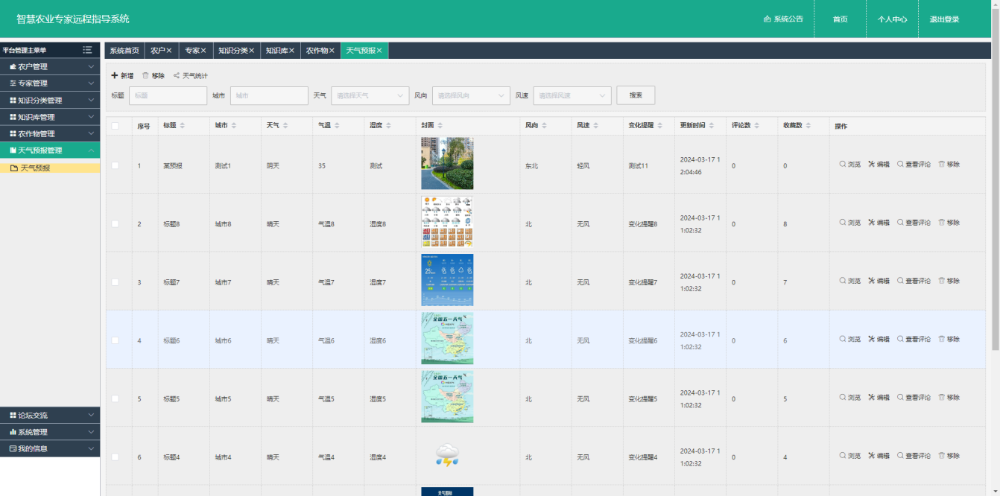 智慧农业专家远程指导系统
系统公告 首页 个人中心 退出登录
平台管理主菜单
农户管理
专家管理
知识分类管理
知识库管理
农作物管理
天气预报管理
天气预报
论坛交流
系统管理
我的信息
系统首页 农户✕ 专家✕ 知识分类✕ 知识库✕ 农作物✕ 天气预报✕
新增 移除 天气统计
标题 标题 城市 城市 天气 请选择天气 风向 请选择风向 风速 请选择风速 搜索
序号 标题 城市 天气 气温 湿度 封面 风向 风速 变化提醒 更新时间 评论数 收藏数 操作
1 某预报 测试1 阴天 35 测试 东北 轻风 测试11 2024-03-17 1
2:04:46 0 0 浏览 编辑 查看评论 移除
2 标题8 城市8 晴天 气温8 湿度8 北 无风 变化提醒8 2024-03-17 1
1:02:32 0 8 浏览 编辑 查看评论 移除
3 标题7 城市7 晴天 气温7 湿度7 北 无风 变化提醒7 2024-03-17 1
1:02:32 0 7 浏览 编辑 查看评论 移除
4 标题6 城市6 晴天 气温6 湿度6 全国五一天气 北 无风 变化提醒6 2024-03-17 1
1:02:32 0 6 浏览 编辑 查看评论 移除
5 标题5 城市5 晴天 气温5 湿度5 全国五一天气 北 无风 变化提醒5 2024-03-17 1
1:02:32 0 5 浏览 编辑 查看评论 移除
6 标题4 城市4 晴天 气温4 湿度4 北 无风 变化提醒4 2024-03-17 1
1:02:32 0 4 浏览 编辑 查看评论 移除
天气图标